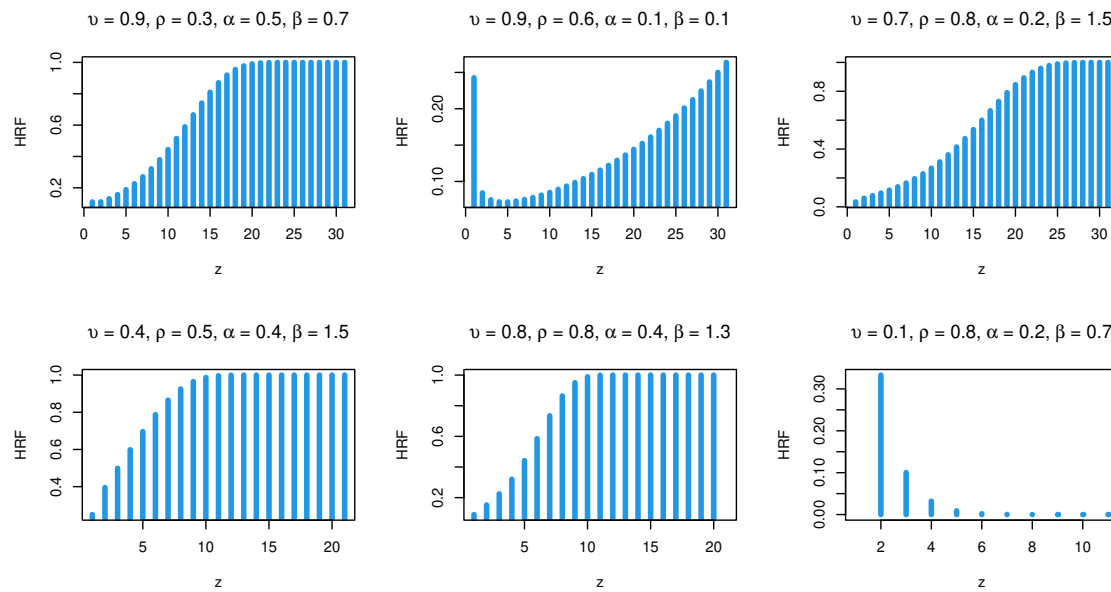 υ = 0.9, ρ = 0.3, α = 0.5, β = 0.7
HRF
1.0
0.6
0.2
0 5 10 15 20 25 30
z
υ = 0.9, ρ = 0.6, α = 0.1, β = 0.1
HRF
0.20
0.10
0 5 10 15 20 25 30
z
υ = 0.7, ρ = 0.8, α = 0.2, β = 1.5
HRF
0.8
0.4
0.0
0 5 10 15 20 25 30
z
υ = 0.4, ρ = 0.5, α = 0.4, β = 1.5
HRF
1.0
0.8
0.6
0.4
5 10 15 20
z
υ = 0.8, ρ = 0.8, α = 0.4, β = 1.3
HRF
1.0
0.6
0.2
5 10 15 20
z
υ = 0.1, ρ = 0.8, α = 0.2, β = 0.7
HRF
0.30
0.20
0.10
0.00
2 4 6 8 10
z